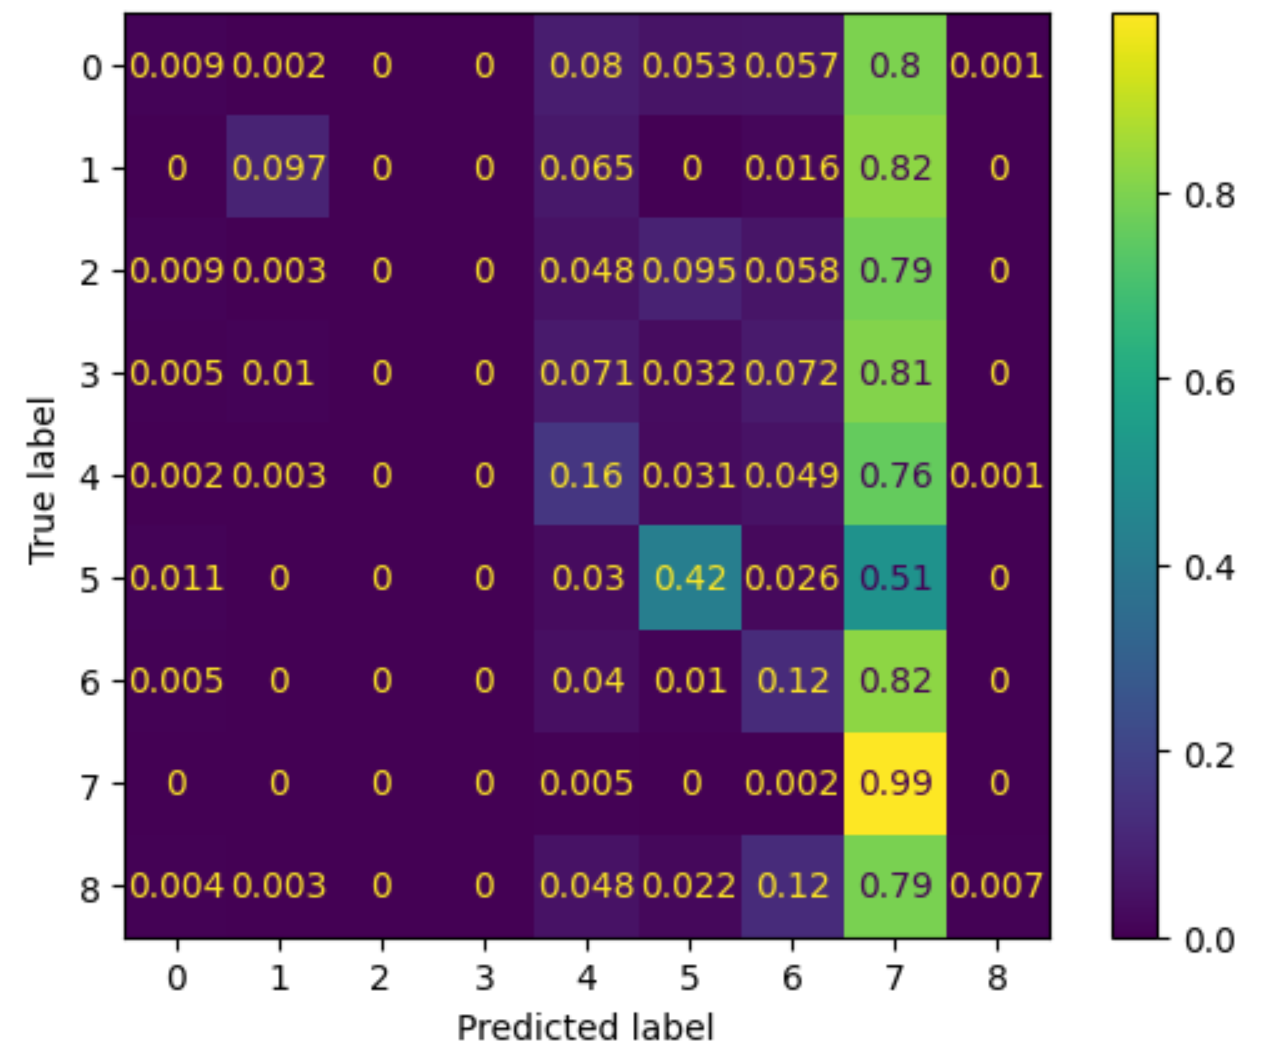 0 0.009 0.002 0 0 0.08 0.053 0.057 0.8 0.001
1 0 0.097 0 0 0.065 0 0.016 0.82 0
0.8
2 0.009 0.003 0 0 0.048 0.095 0.058 0.79 0
3 0.005 0.01 0 0 0.071 0.032 0.072 0.81 0
0.6
True label
4 0.002 0.003 0 0 0.16 0.031 0.049 0.76 0.001
5 0.011 0 0 0 0.03 0.42 0.026 0.51 0
0.4
6 0.005 0 0 0 0.04 0.01 0.12 0.82 0
0.2
7 0 0 0 0 0.005 0 0.002 0.99 0
8 0.004 0.003 0 0 0.048 0.022 0.12 0.79 0.007
0.0
0 1 2 3 4 5 6 7 8
Predicted label